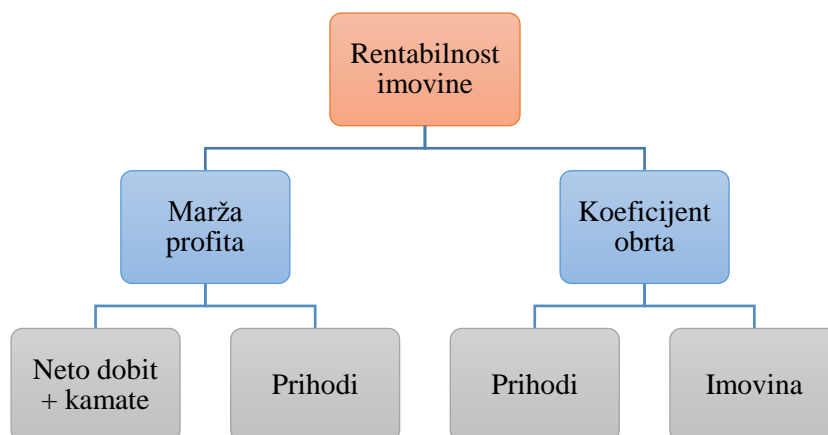 Rentabilnost
imovine
Marža
profita
Koeficijent
obrta
Neto dobit
+ kamate
Prihodi
Prihodi
Imovina